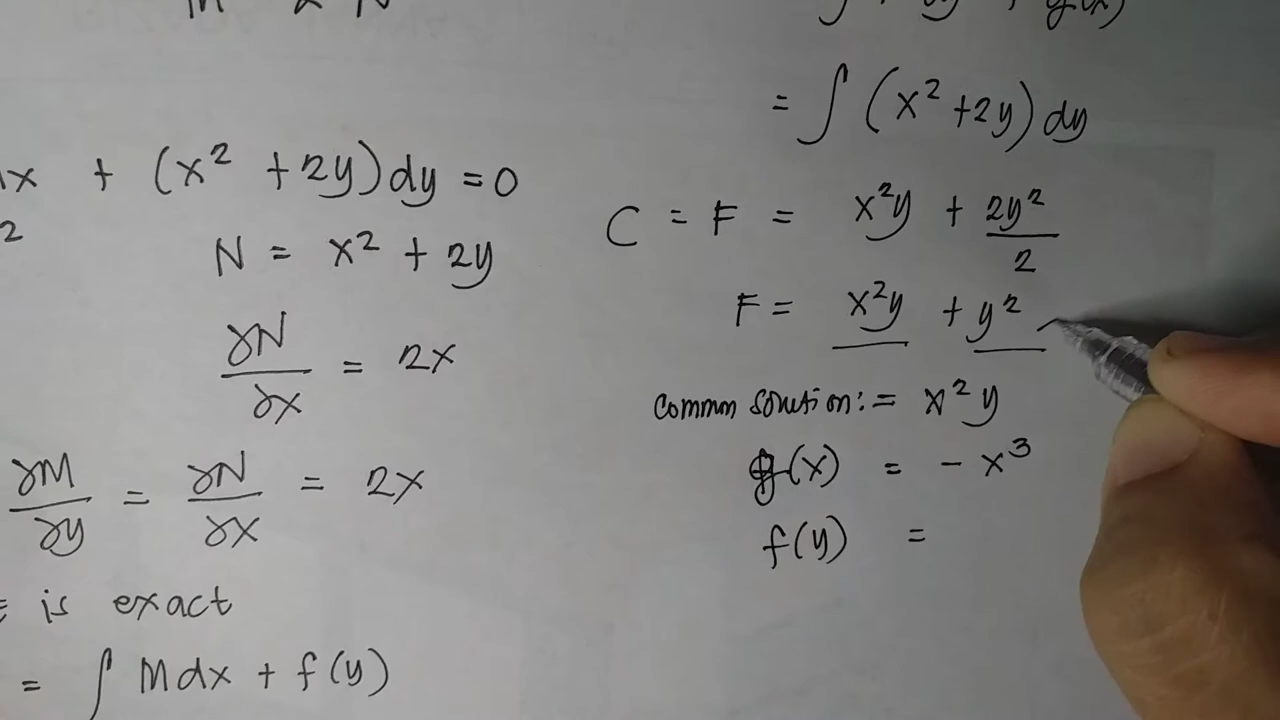 M
N
+ (x² + 2y) dy = 0
2
N = x² + 2y
∂N/∂x = 2x
∂M/∂y = ∂N/∂x = 2x
is exact
= ∫ M dx + f(y)
= ∫ (x² + 2y) dy
C = F = x²y + 2y²/2
F = x²y + y²
common solution: = x²y
g(x) = - x³
f(y) =